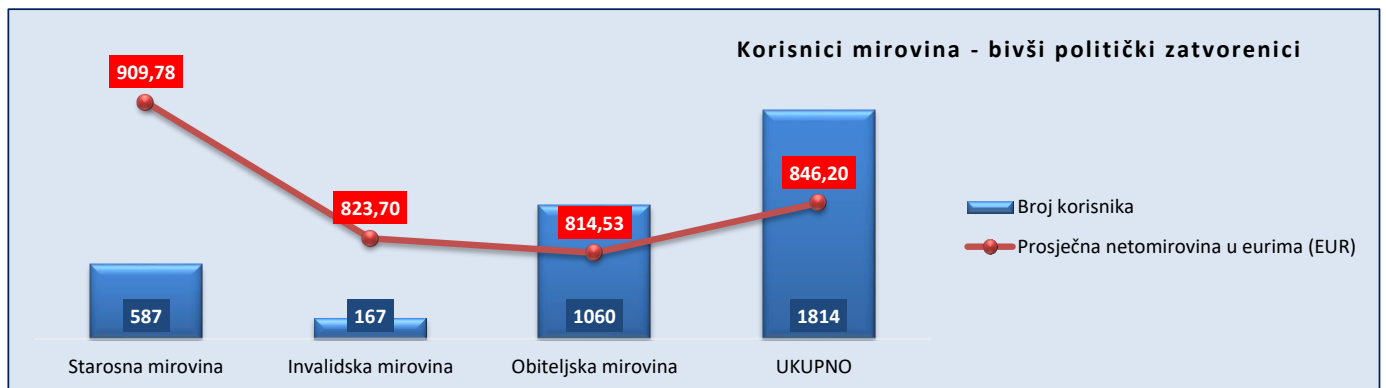 Korisnici mirovina - bivši politički zatvorenici
909,78
823,70
814,53
846,20
587
167
1060
1814
Starosna mirovina
Invalidska mirovina
Obiteljska mirovina
UKUPNO
Broj korisnika
Prosječna netomirovina u eurima (EUR)